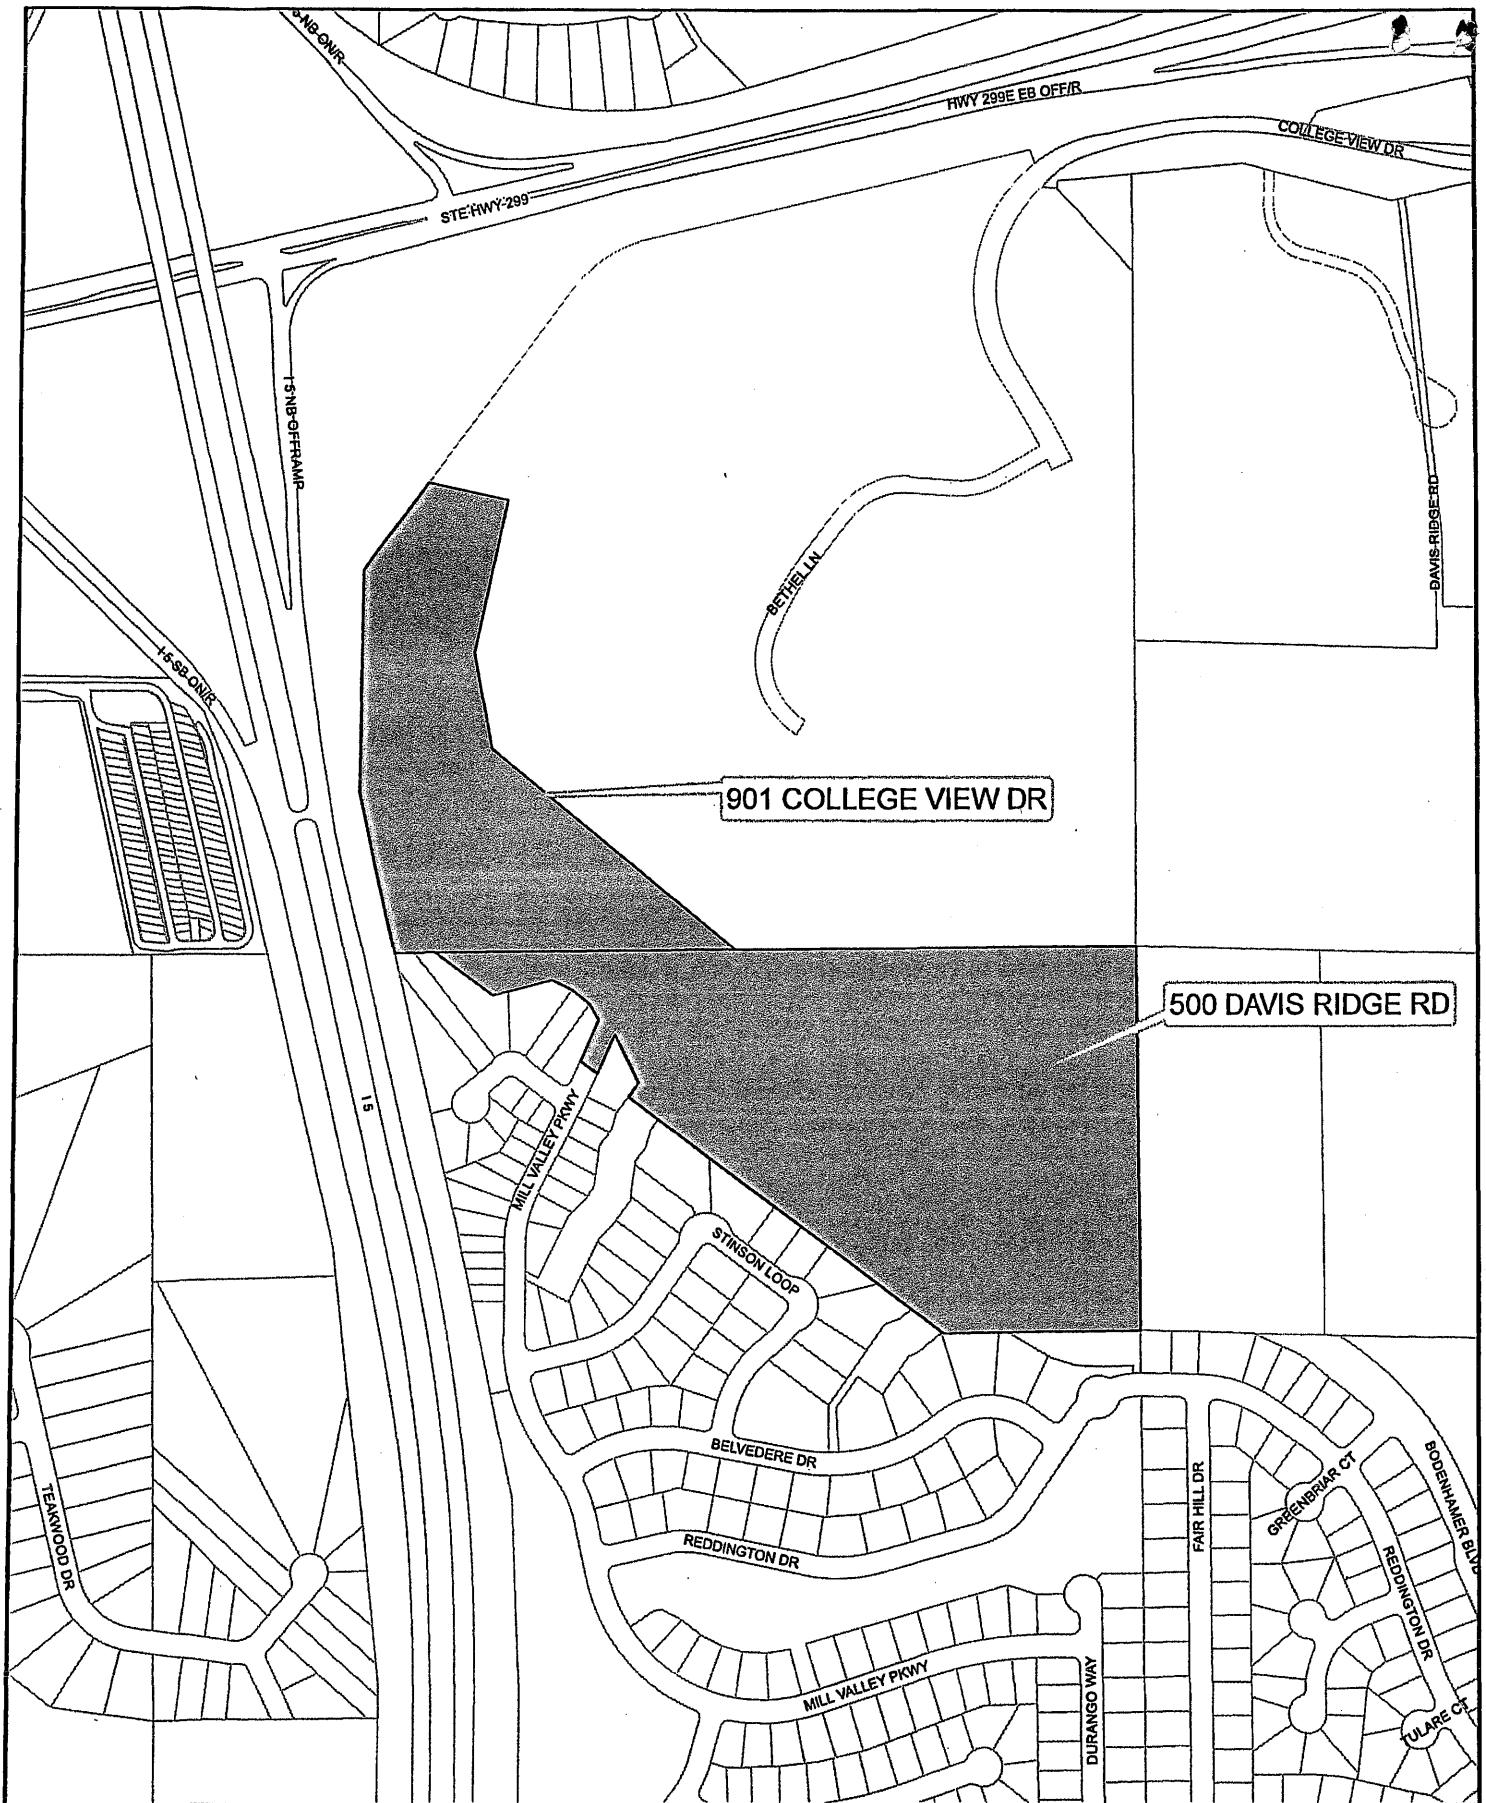 5-NB-ON/R
HWY 299E EB OFF/R
COLLEGE VIEW DR
STE HWY 299
I 5 NB OFFRAMP
DAVIS RIDGE RD
BETHEL LN
I-5-SB-ON/R
901 COLLEGE VIEW DR
500 DAVIS RIDGE RD
I 5
MILL VALLEY PKWY
STINSON LOOP
BELVEDERE DR
BODENHAMER BLVD
GREENBRIAR CT
FAIR HILL DR
TEAKWOOD DR
REDDINGTON DR
REDDINGTON DR
MILL VALLEY PKWY
DURANGO WAY
TULARE CT